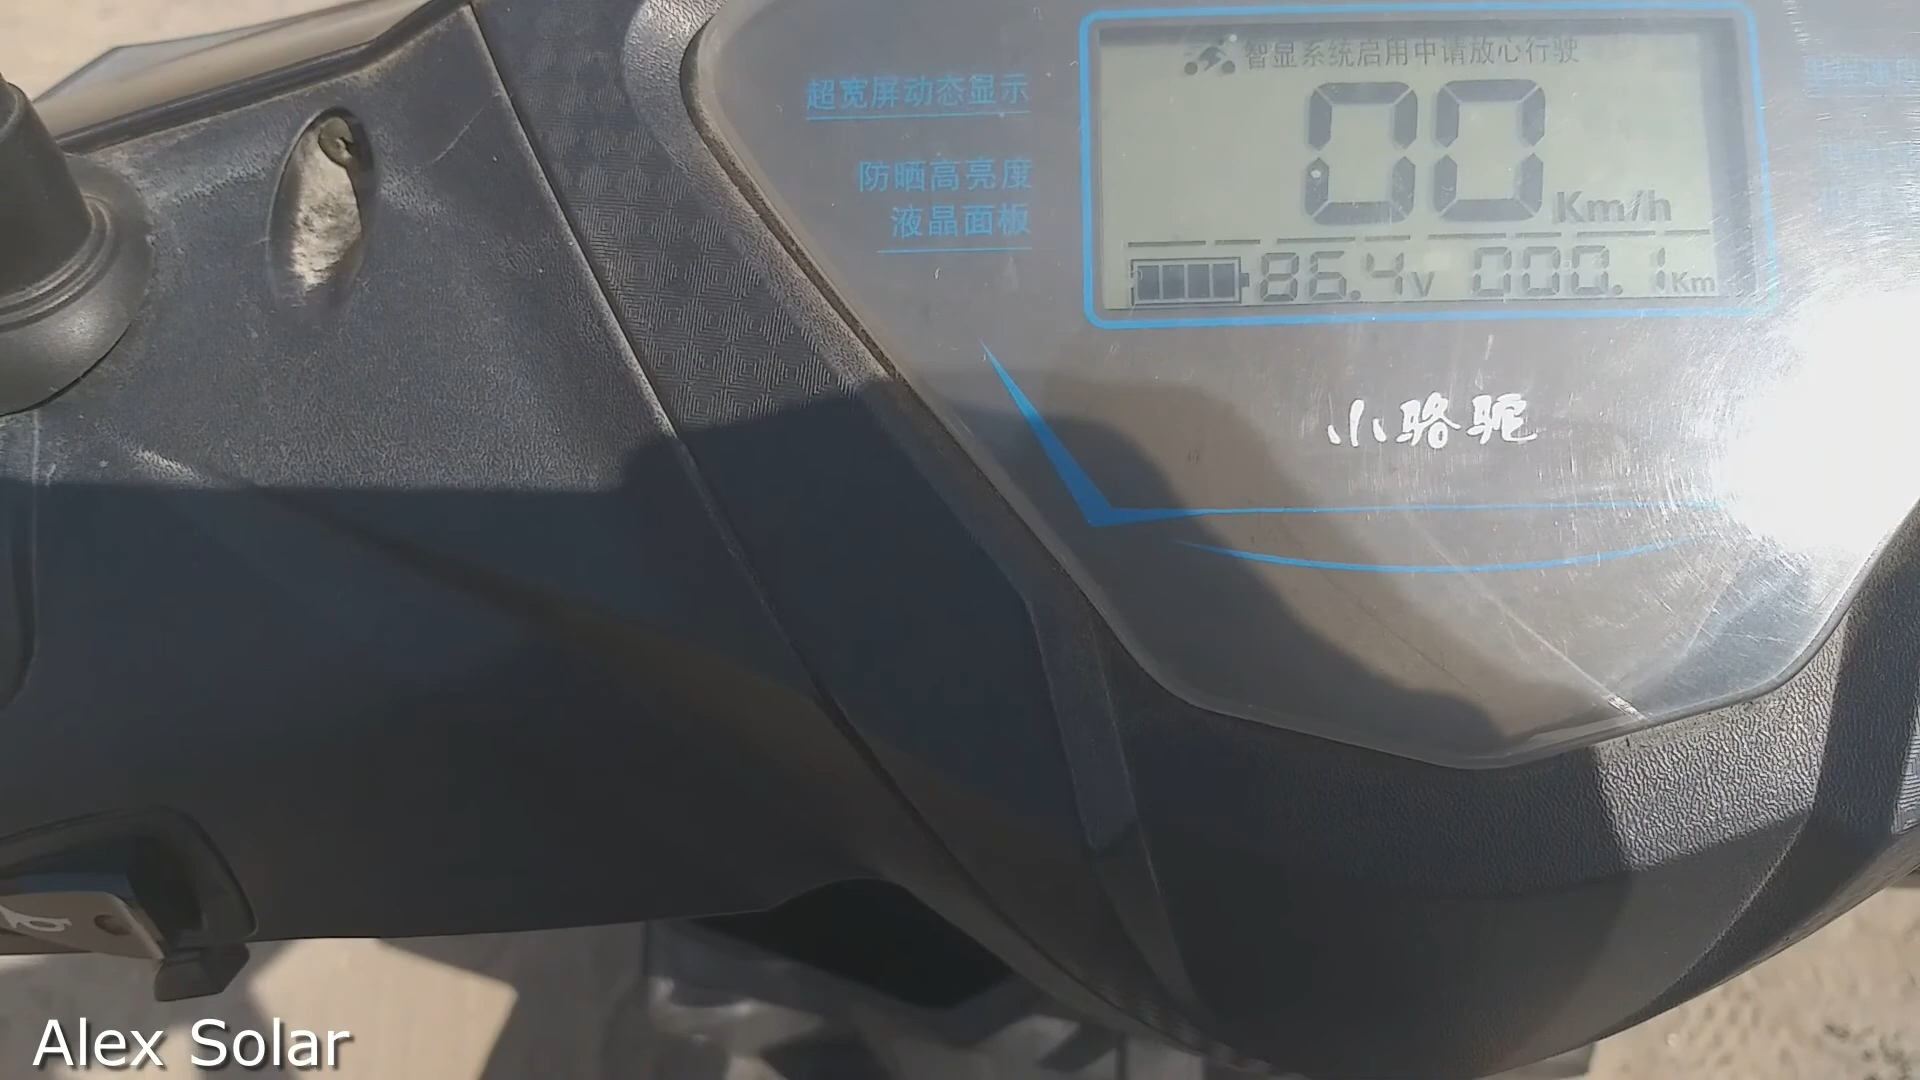 智显系统启用中请放心行驶
超宽屏动态显示
00 Km/h
防晒高亮度
液晶面板
86.4V 000.1Km
小骆驼
Alex Solar